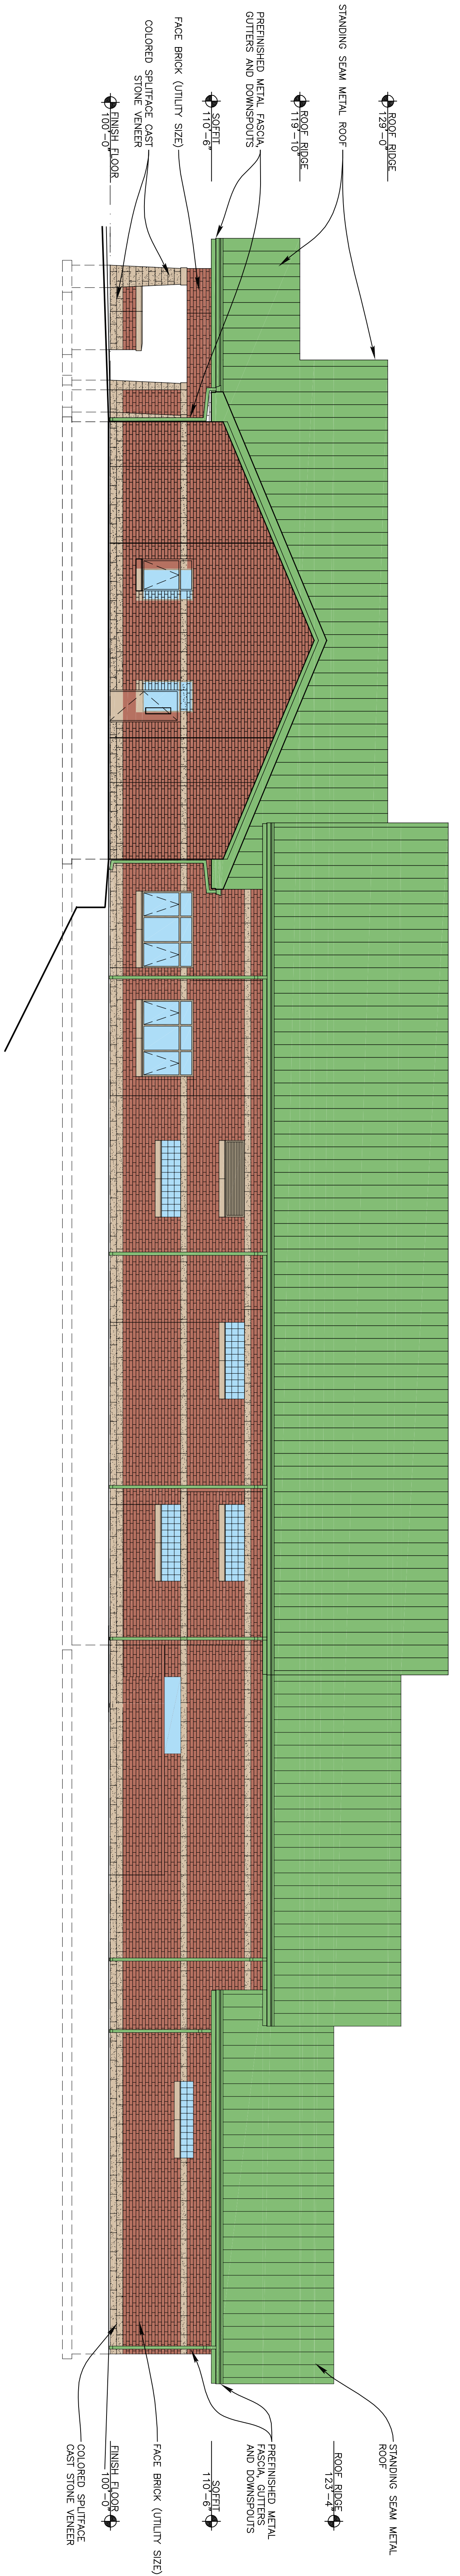 STANDING SEAM METAL ROOF
PREFINISHED METAL FASCIA,
GUTTERS AND DOWNSPOUTS
FACE BRICK (UTILITY SIZE)
COLORED SPLITFACE CAST
STONE VENEER
ROOF RIDGE
129'-0"
ROOF RIDGE
119'-10"
SOFFIT
110'-6"
FINISH FLOOR
100'-0"
STANDING SEAM METAL
ROOF
PREFINISHED METAL
FASCIA, GUTTERS
AND DOWNSPOUTS
FACE BRICK (UTILITY SIZE)
COLORED SPLITFACE
CAST STONE VENEER
ROOF RIDGE
123'-4"
SOFFIT
110'-6"
FINISH FLOOR
100'-0"